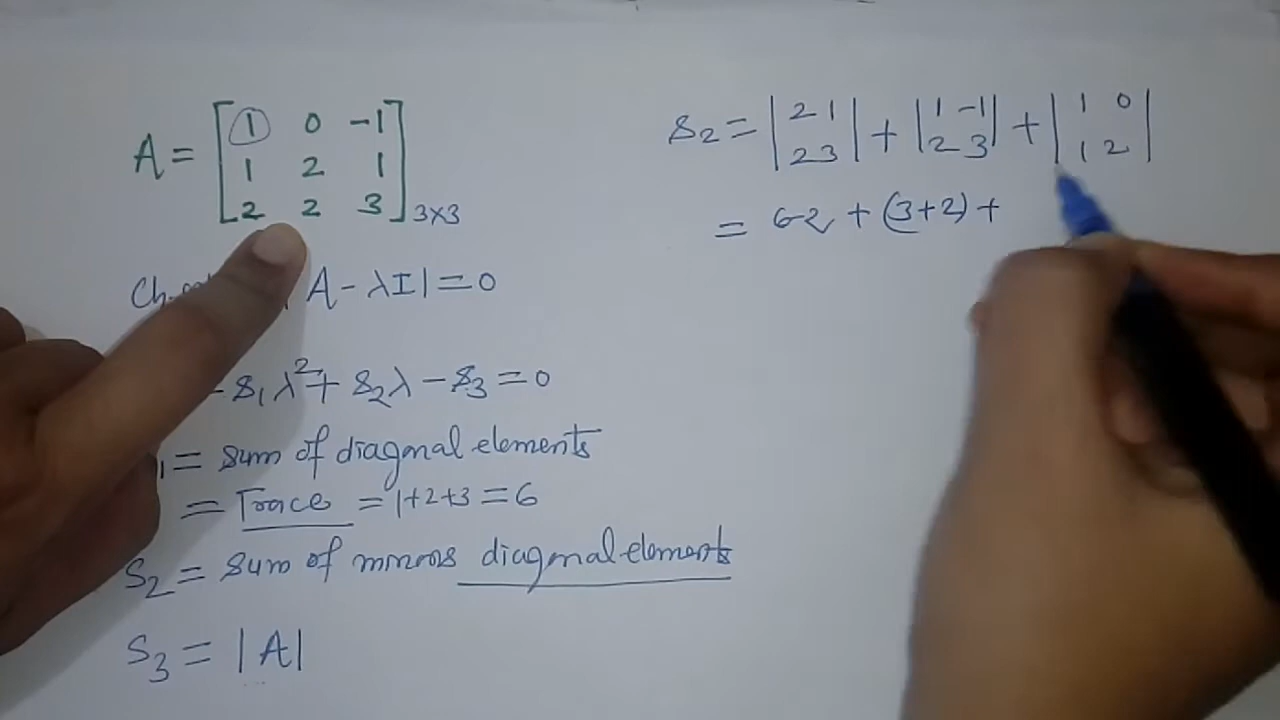 A = [1 0 -1
1 2 1
2 2 3] 3×3
Ch. |A - λI| = 0
- S₁λ² + S₂λ - S₃ = 0
1 = sum of diagonal elements
= Trace = 1+2+3 = 6
S₂ = sum of minors diagonal elements
S₃ = |A|
S₂ = |2 1
2 3| + |1 -1
2 3| + |1 0
1 2|
= 6-2 + (3+2) +